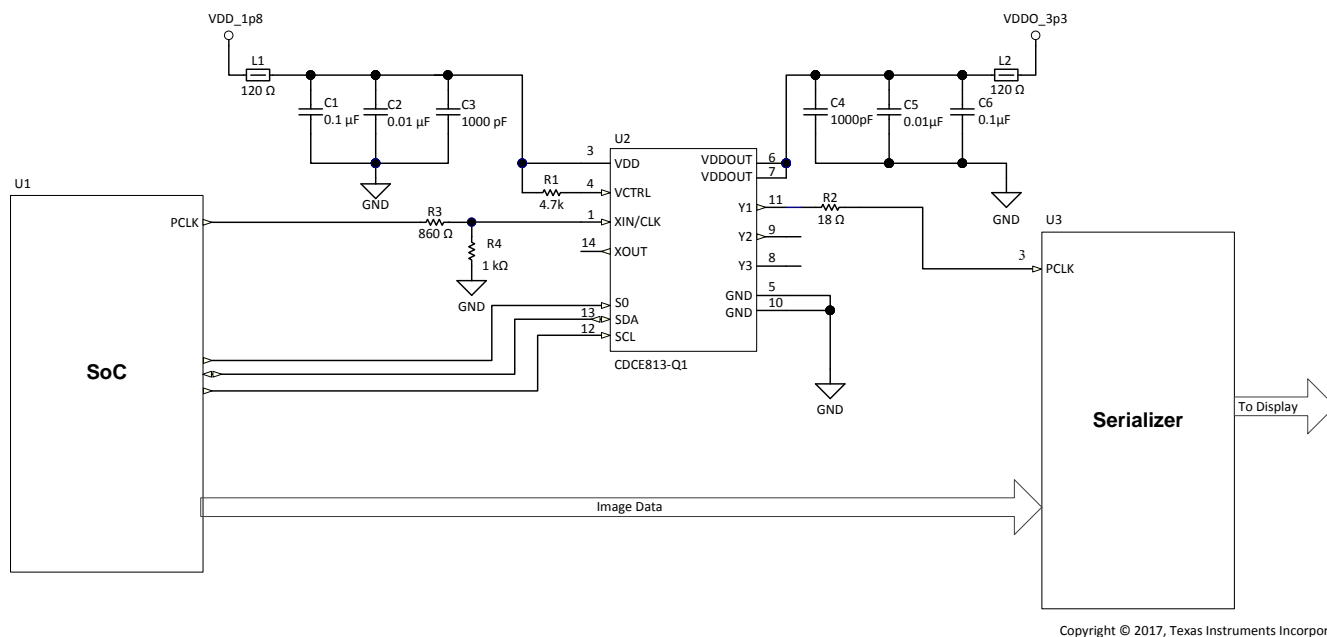 VDD_1p8
VDDO_3p3
L1
120 Ω
C1
0.1 µF
C2
0.01 µF
C3
1000 pF
C4
1000pF
C5
0.01µF
C6
0.1µF
L2
120 Ω
GND
GND
U2
3
VDD
R1
4.7k
4
VCTRL
1
XIN/CLK
14
XOUT
S0
13
SDA
12
SCL
VDDOUT
6
VDDOUT
7
Y1
11
Y2
9
Y3
8
GND
5
GND
10
CDCE813-Q1
R2
18 Ω
GND
U1
PCLK
R3
860 Ω
R4
1 kΩ
GND
SoC
U3
3
PCLK
Serializer
To Display
Image Data
Copyright © 2017, Texas Instruments Incorpor